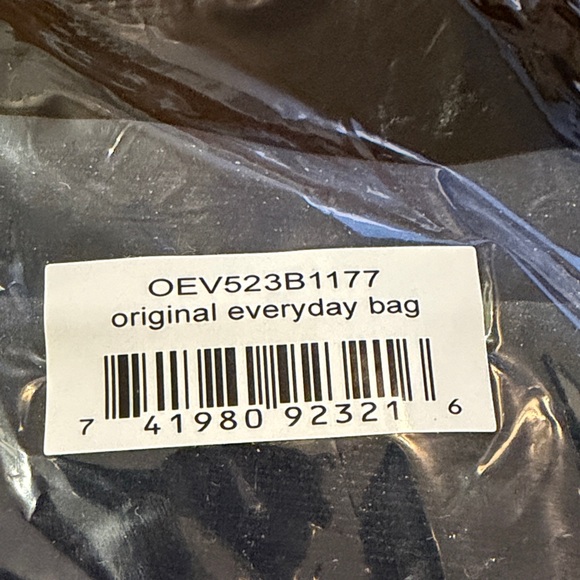 OEV523B1177
original everyday bag
7 41980 92321 6